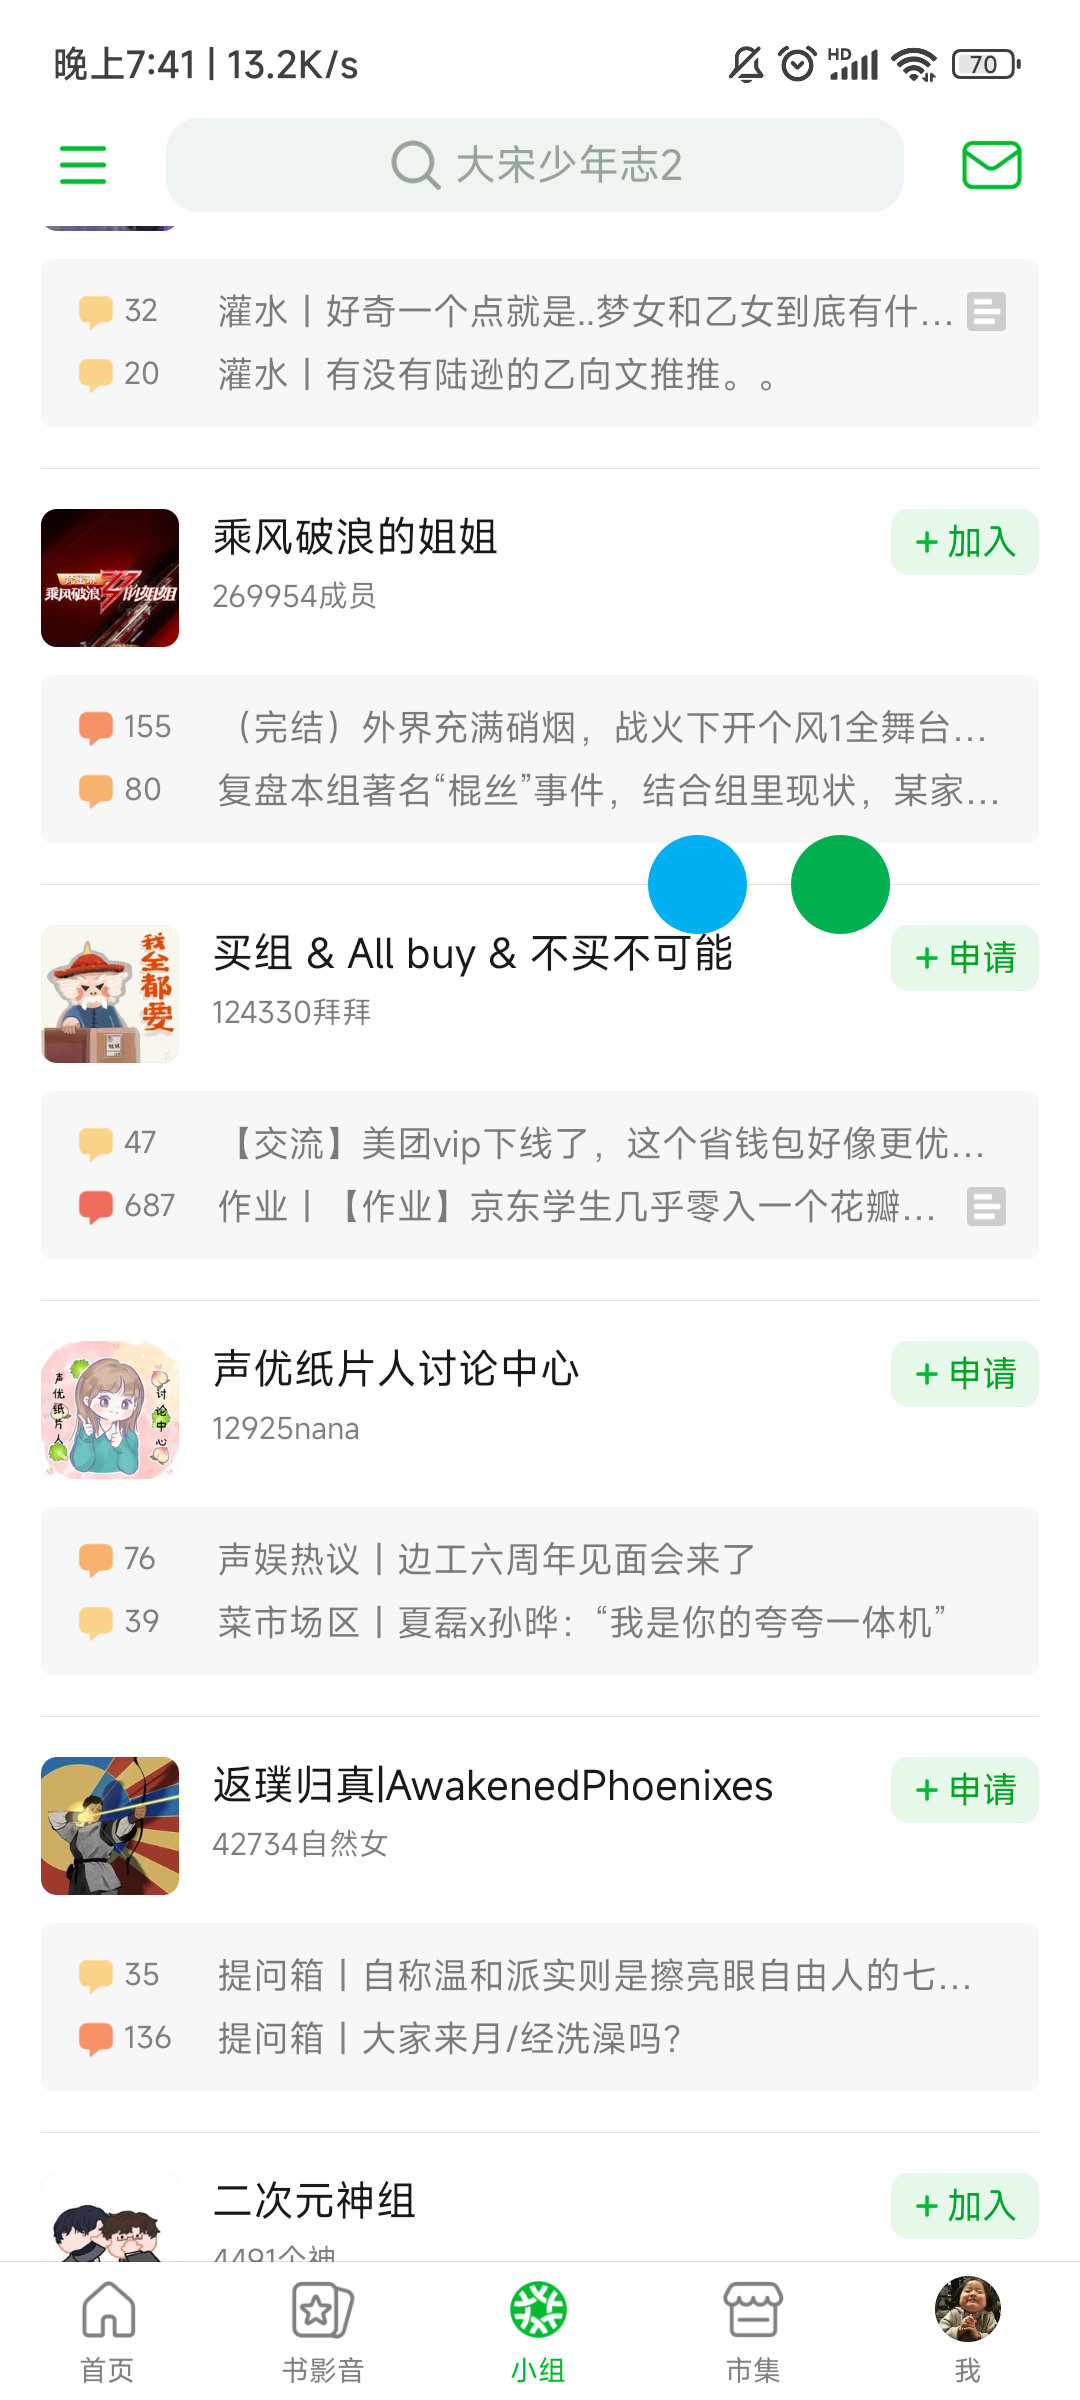 晚上7:41 | 13.2K/s
HD
70
大宋少年志2
32 灌水丨好奇一个点就是..梦女和乙女到底有什...
20 灌水丨有没有陆逊的乙向文推推。。
乘风破浪的姐姐
+ 加入
269954成员
乘风破浪的姐姐
155 （完结）外界充满硝烟，战火下开个风1全舞台...
80 复盘本组著名“棍丝”事件，结合组里现状，某家...
买组 & All buy & 不买不可能
+ 申请
124330拜拜
我全都要
47 【交流】美团vip下线了，这个省钱包好像更优...
687 作业丨【作业】京东学生几乎零入一个花瓣...
声优纸片人讨论中心
+ 申请
12925nana
声优纸片人
讨论中心
76 声娱热议丨边工六周年见面会来了
39 菜市场区丨夏磊x孙晔：“我是你的夸夸一体机”
返璞归真|AwakenedPhoenixes
+ 申请
42734自然女
35 提问箱丨自称温和派实则是擦亮眼自由人的七...
136 提问箱丨大家来月/经洗澡吗？
二次元神组
+ 加入
4491个神
首页
书影音
小组
市集
我